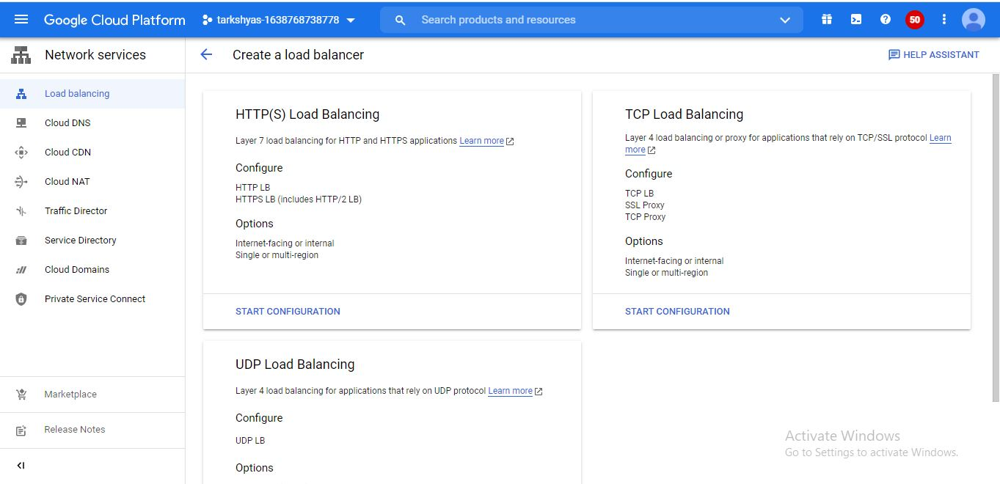 Google Cloud Platform
tarkshyas-1638768738778
Search products and resources
50
Network services
Create a load balancer
HELP ASSISTANT
Load balancing
Cloud DNS
Cloud CDN
Cloud NAT
Traffic Director
Service Directory
Cloud Domains
Private Service Connect
Marketplace
Release Notes
HTTP(S) Load Balancing
Layer 7 load balancing for HTTP and HTTPS applications Learn more
Configure
HTTP LB
HTTPS LB (includes HTTP/2 LB)
Options
Internet-facing or internal
Single or multi-region
START CONFIGURATION
TCP Load Balancing
Layer 4 load balancing or proxy for applications that rely on TCP/SSL protocol Learn
more
Configure
TCP LB
SSL Proxy
TCP Proxy
Options
Internet-facing or internal
Single or multi-region
START CONFIGURATION
UDP Load Balancing
Layer 4 load balancing for applications that rely on UDP protocol Learn more
Configure
UDP LB
Options
Activate Windows
Go to Settings to activate Windows.